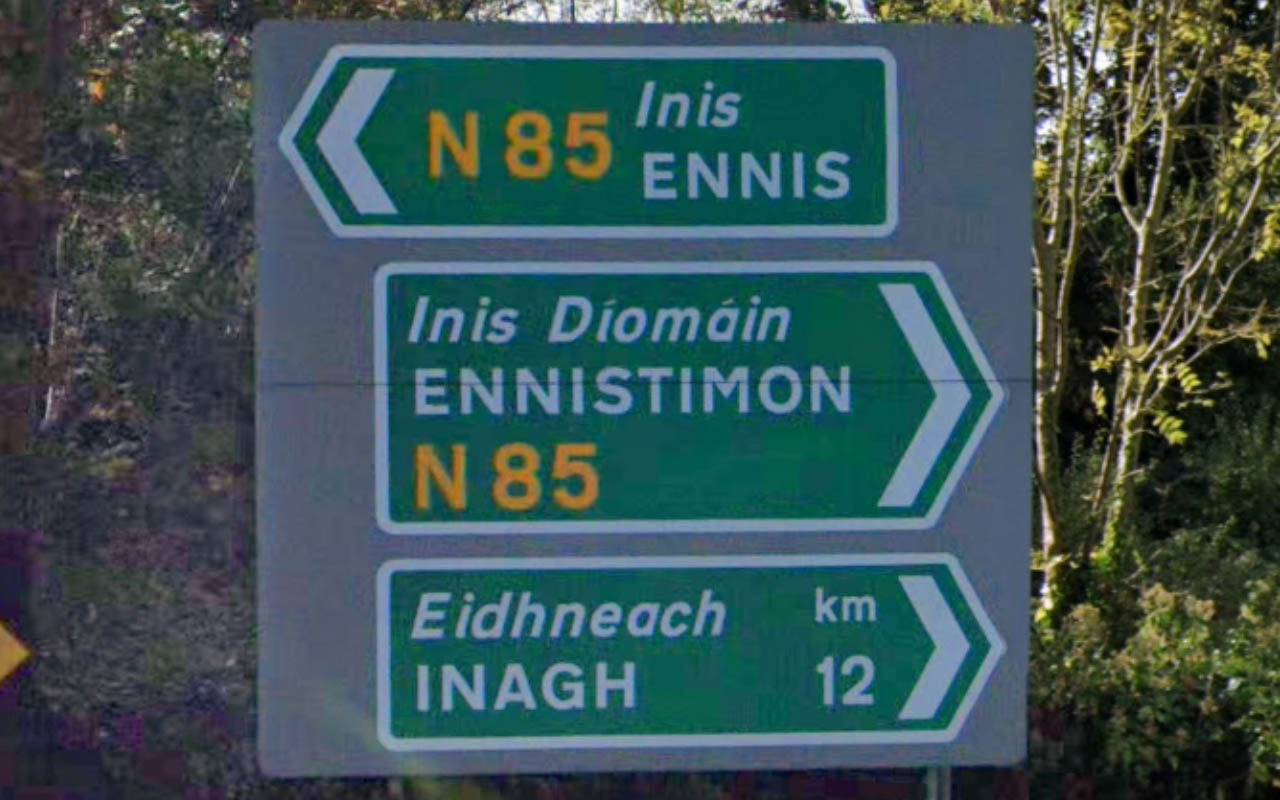 N 85 Inis
ENNIS
Inis Díomáin
ENNISTIMON
N 85
Eidhneach km
INAGH 12